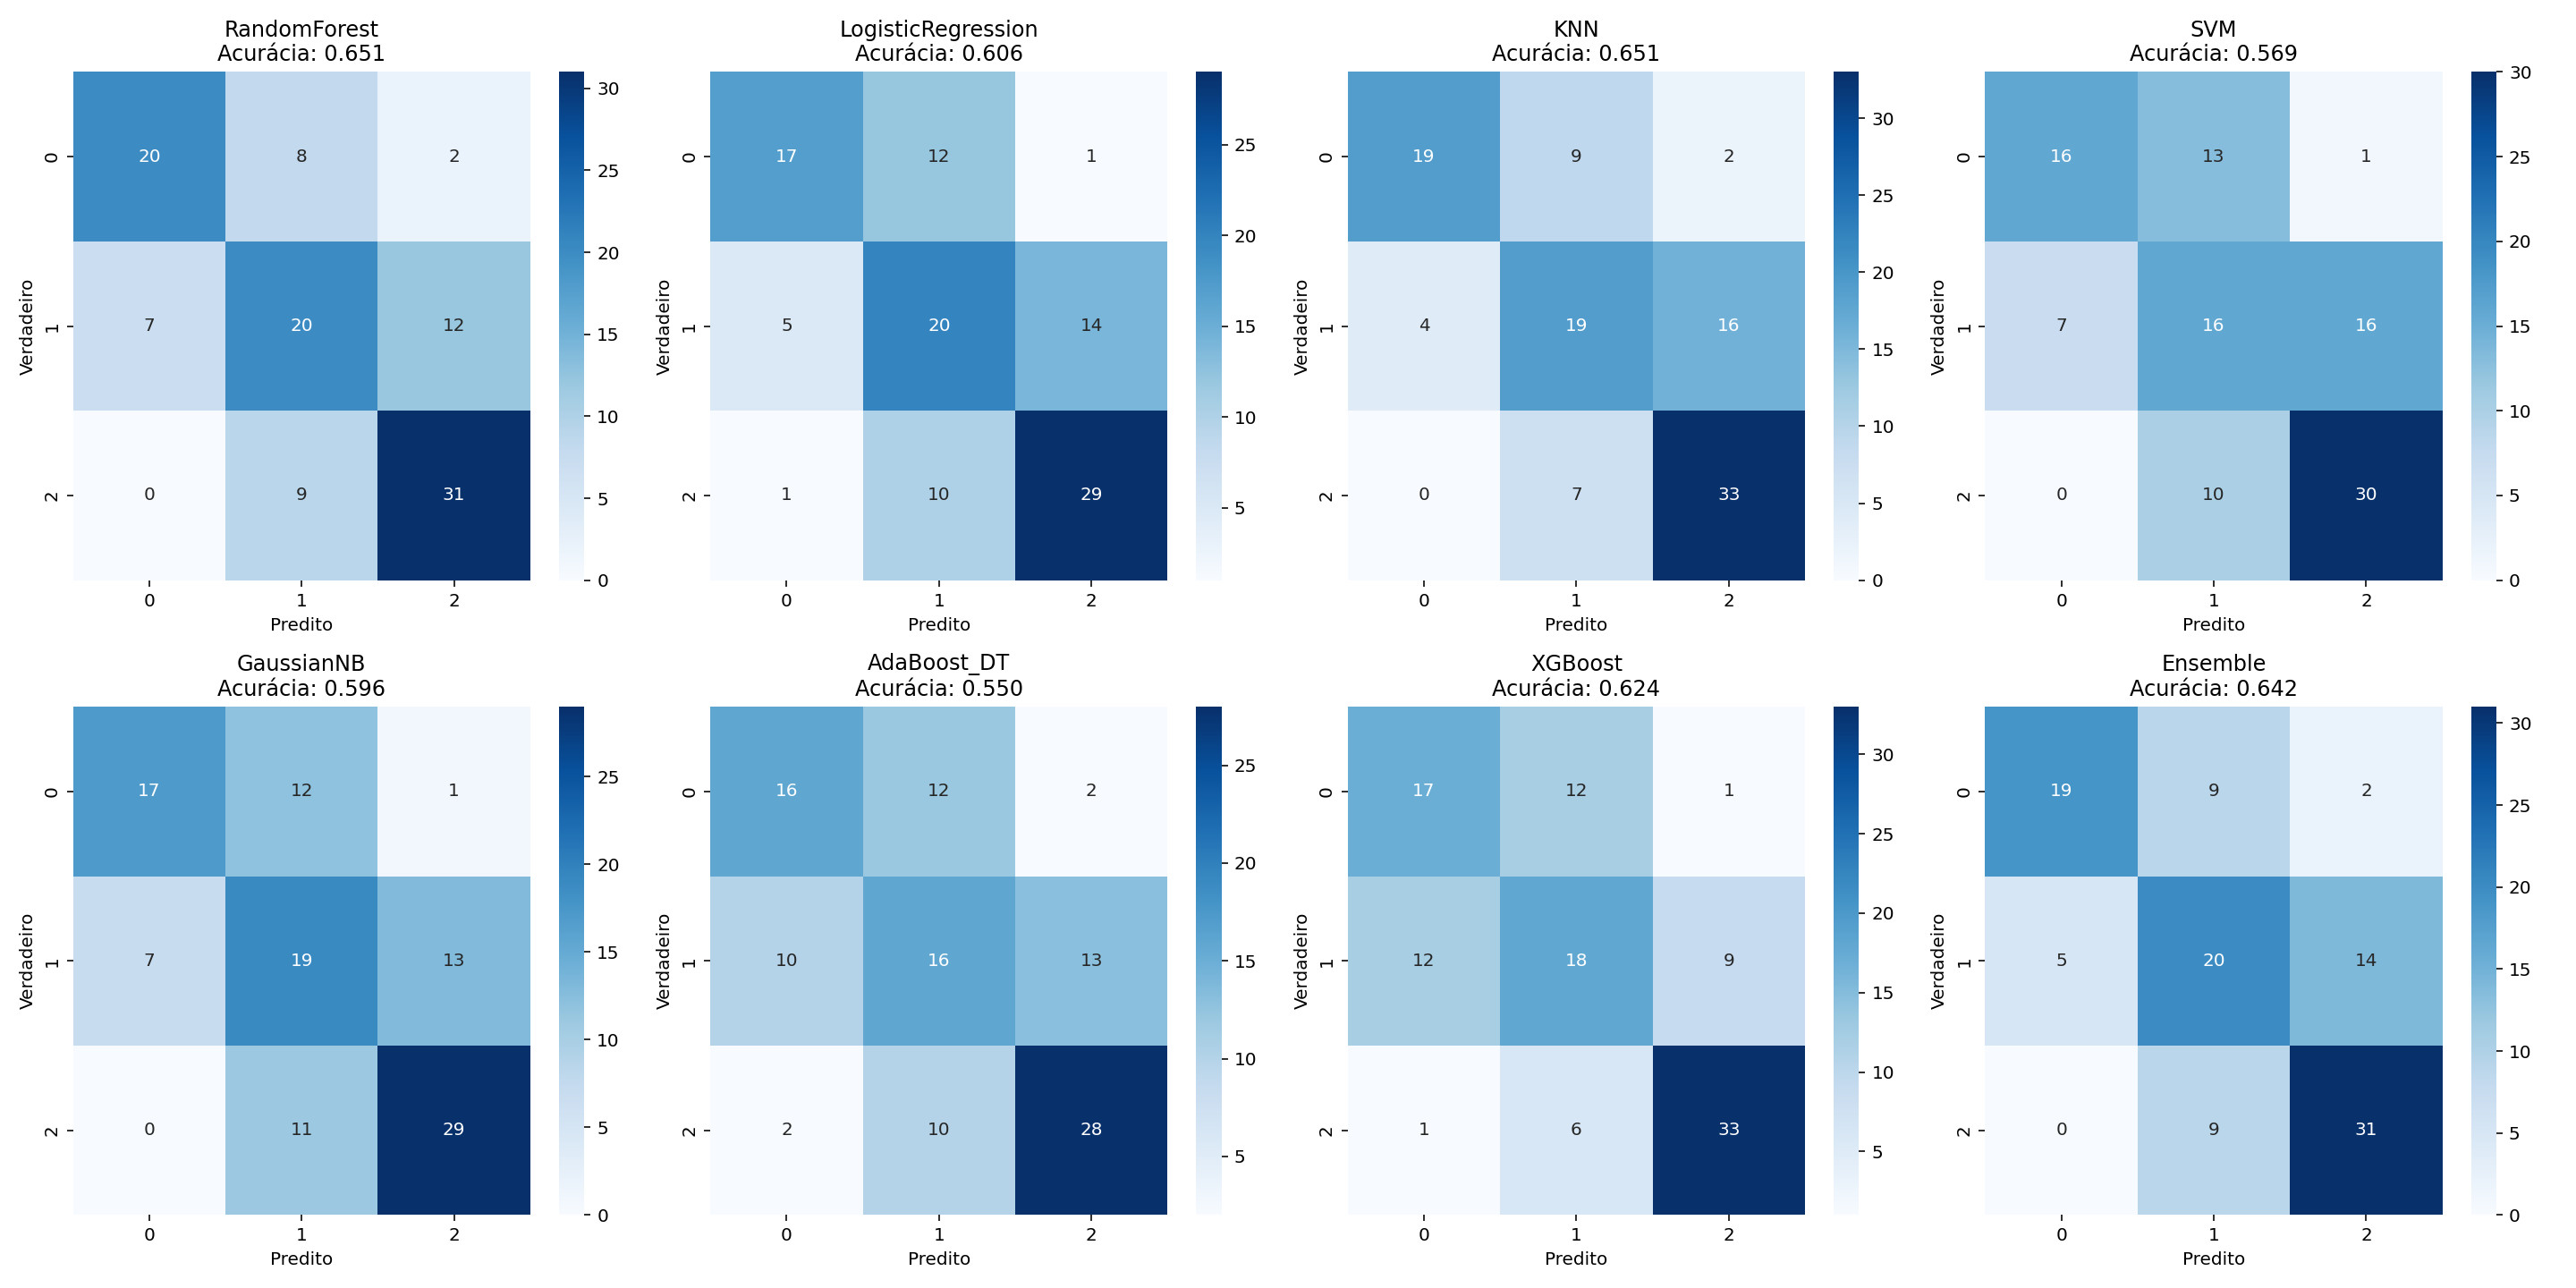 RandomForest
Acurácia: 0.651
20 8 2
7 20 12
0 9 31
0
1
2
Verdadeiro
0 1 2
Predito
30
25
20
15
10
5
0
LogisticRegression
Acurácia: 0.606
17 12 1
5 20 14
1 10 29
0
1
2
Verdadeiro
0 1 2
Predito
25
20
15
10
5
KNN
Acurácia: 0.651
19 9 2
4 19 16
0 7 33
0
1
2
Verdadeiro
0 1 2
Predito
30
25
20
15
10
5
0
SVM
Acurácia: 0.569
16 13 1
7 16 16
0 10 30
0
1
2
Verdadeiro
0 1 2
Predito
30
25
20
15
10
5
0
GaussianNB
Acurácia: 0.596
17 12 1
7 19 13
0 11 29
0
1
2
Verdadeiro
0 1 2
Predito
25
20
15
10
5
0
AdaBoost_DT
Acurácia: 0.550
16 12 2
10 16 13
2 10 28
0
1
2
Verdadeiro
0 1 2
Predito
25
20
15
10
5
XGBoost
Acurácia: 0.624
17 12 1
12 18 9
1 6 33
0
1
2
Verdadeiro
0 1 2
Predito
30
25
20
15
10
5
Ensemble
Acurácia: 0.642
19 9 2
5 20 14
0 9 31
0
1
2
Verdadeiro
0 1 2
Predito
30
25
20
15
10
5
0